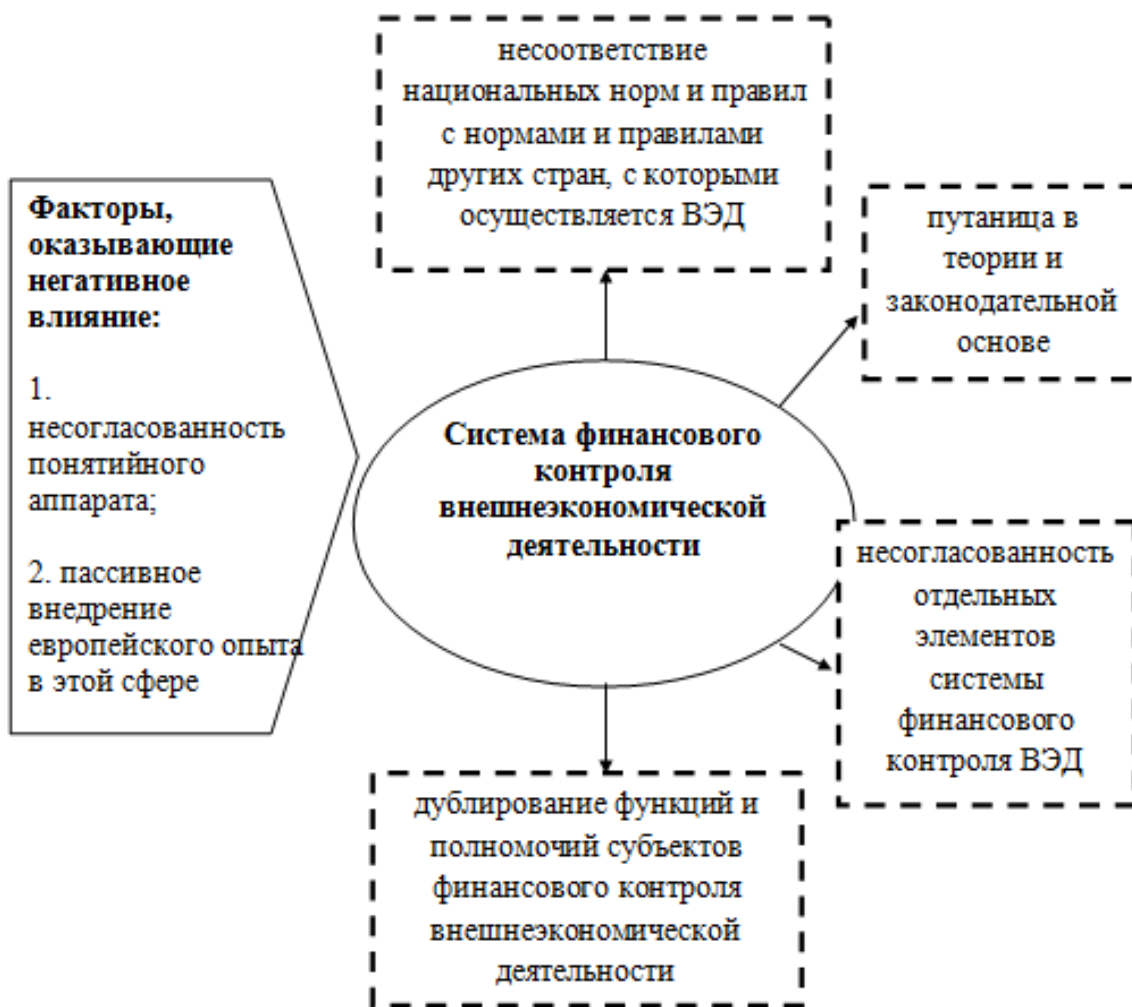 несоответствие
национальных норм и правил
с нормами и правилами
других стран, с которыми
осуществляется ВЭД
Факторы,
оказывающие
негативное
влияние:
1.
несогласованность
понятийного
аппарата;
2. пассивное
внедрение
европейского опыта
в этой сфере
путаница в
теории и
законодательной
основе
Система финансового
контроля
внешнеэкономической
деятельности
несогласованность
отдельных
элементов
системы
финансового
контроля ВЭД
дублирование функций и
полномочий субъектов
финансового контроля
внешнеэкономической
деятельности